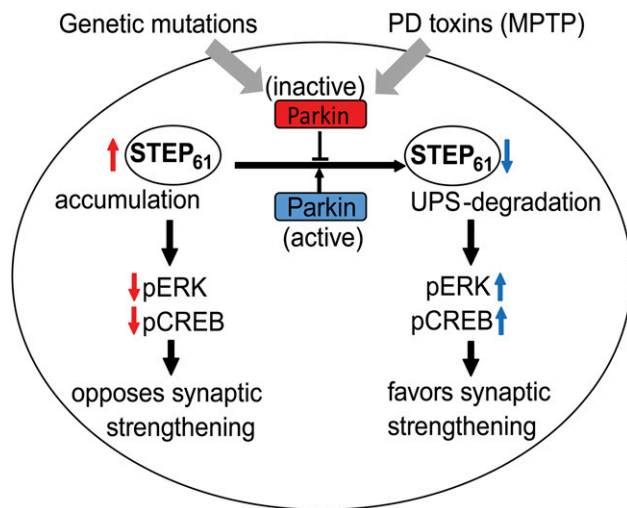 Genetic mutations
PD toxins (MPTP)
(inactive)
Parkin
STEP61
STEP61
accumulation
Parkin
UPS-degradation
(active)
pERK
pERK
pCREB
pCREB
opposes synaptic
strengthening
favors synaptic
strengthening